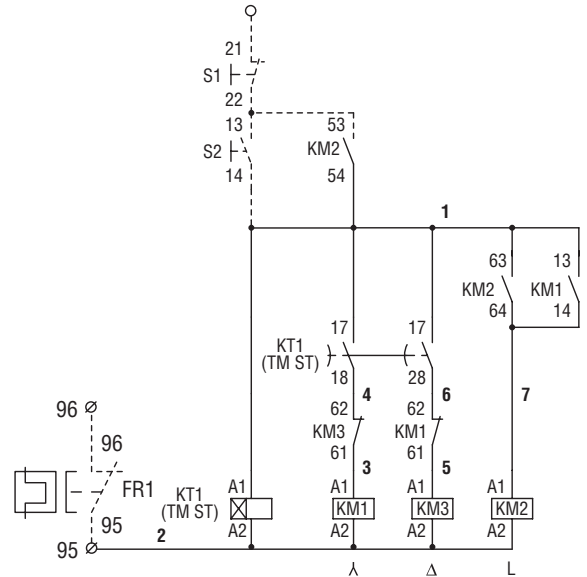 21
S1
22
13 53
S2 KM2
14 54
1
63 13
KM2 KM1
64 14
17 17
KT1
(TM ST)
18 28
4 6 7
96
62 62
96 KM3 KM1
61 61
3 5
FR1
KT1
(TM ST)
A1 A1 A1 A1
KM1 KM3 KM2
95 2 A2 A2 A2 A2
95
⅄ Δ L